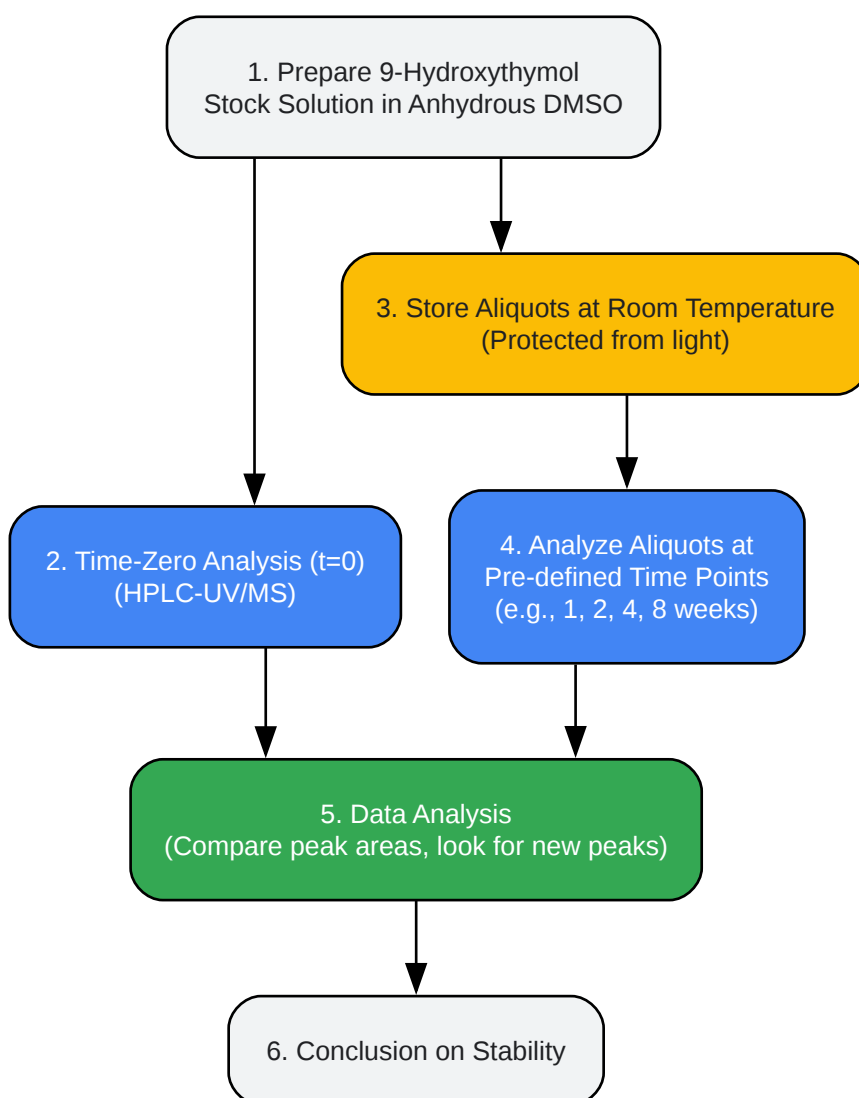 1. Prepare 9-Hydroxythymol
Stock Solution in Anhydrous DMSO
3. Store Aliquots at Room Temperature
(Protected from light)
2. Time-Zero Analysis (t=0)
(HPLC-UV/MS)
4. Analyze Aliquots at
Pre-defined Time Points
(e.g., 1, 2, 4, 8 weeks)
5. Data Analysis
(Compare peak areas, look for new peaks)
6. Conclusion on Stability